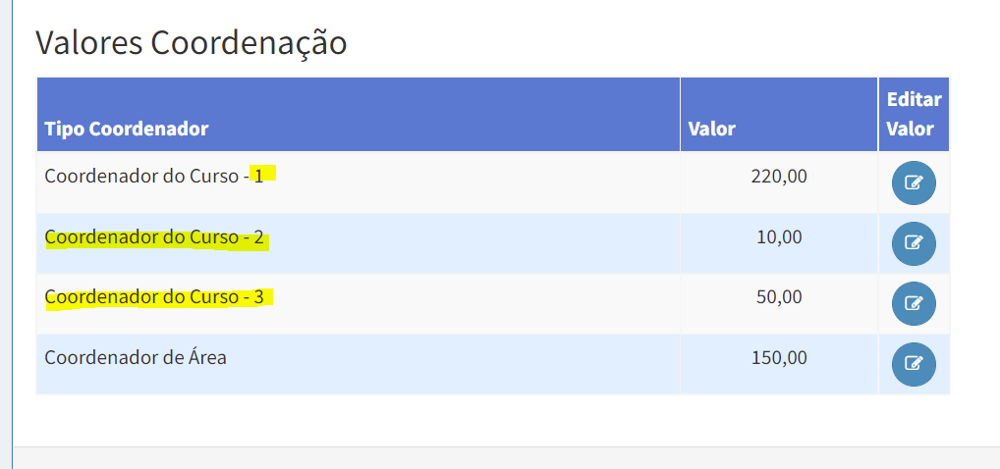 Valores Coordenação
Tipo Coordenador Valor Editar Valor
Coordenador do Curso - 1 220,00
Coordenador do Curso - 2 10,00
Coordenador do Curso - 3 50,00
Coordenador de Área 150,00